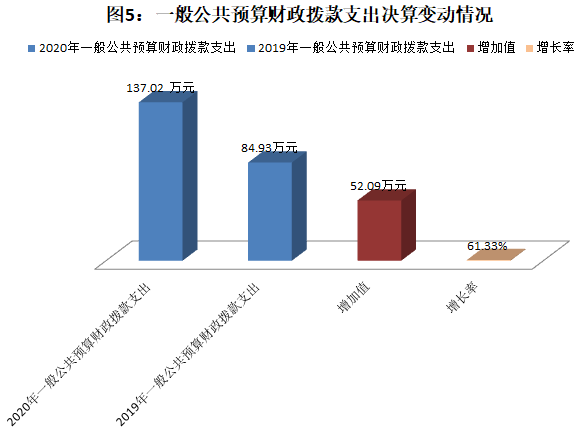 图5：一般公共预算财政拨款支出决算变动情况
2020年一般公共预算财政拨款支出 2019年一般公共预算财政拨款支出 增加值 增长率
137.02 万元
84.93万元
52.09万元
61.33%
2020年一般公共预算财政拨款支出
2019年一般公共预算财政拨款支出
增加值
增长率